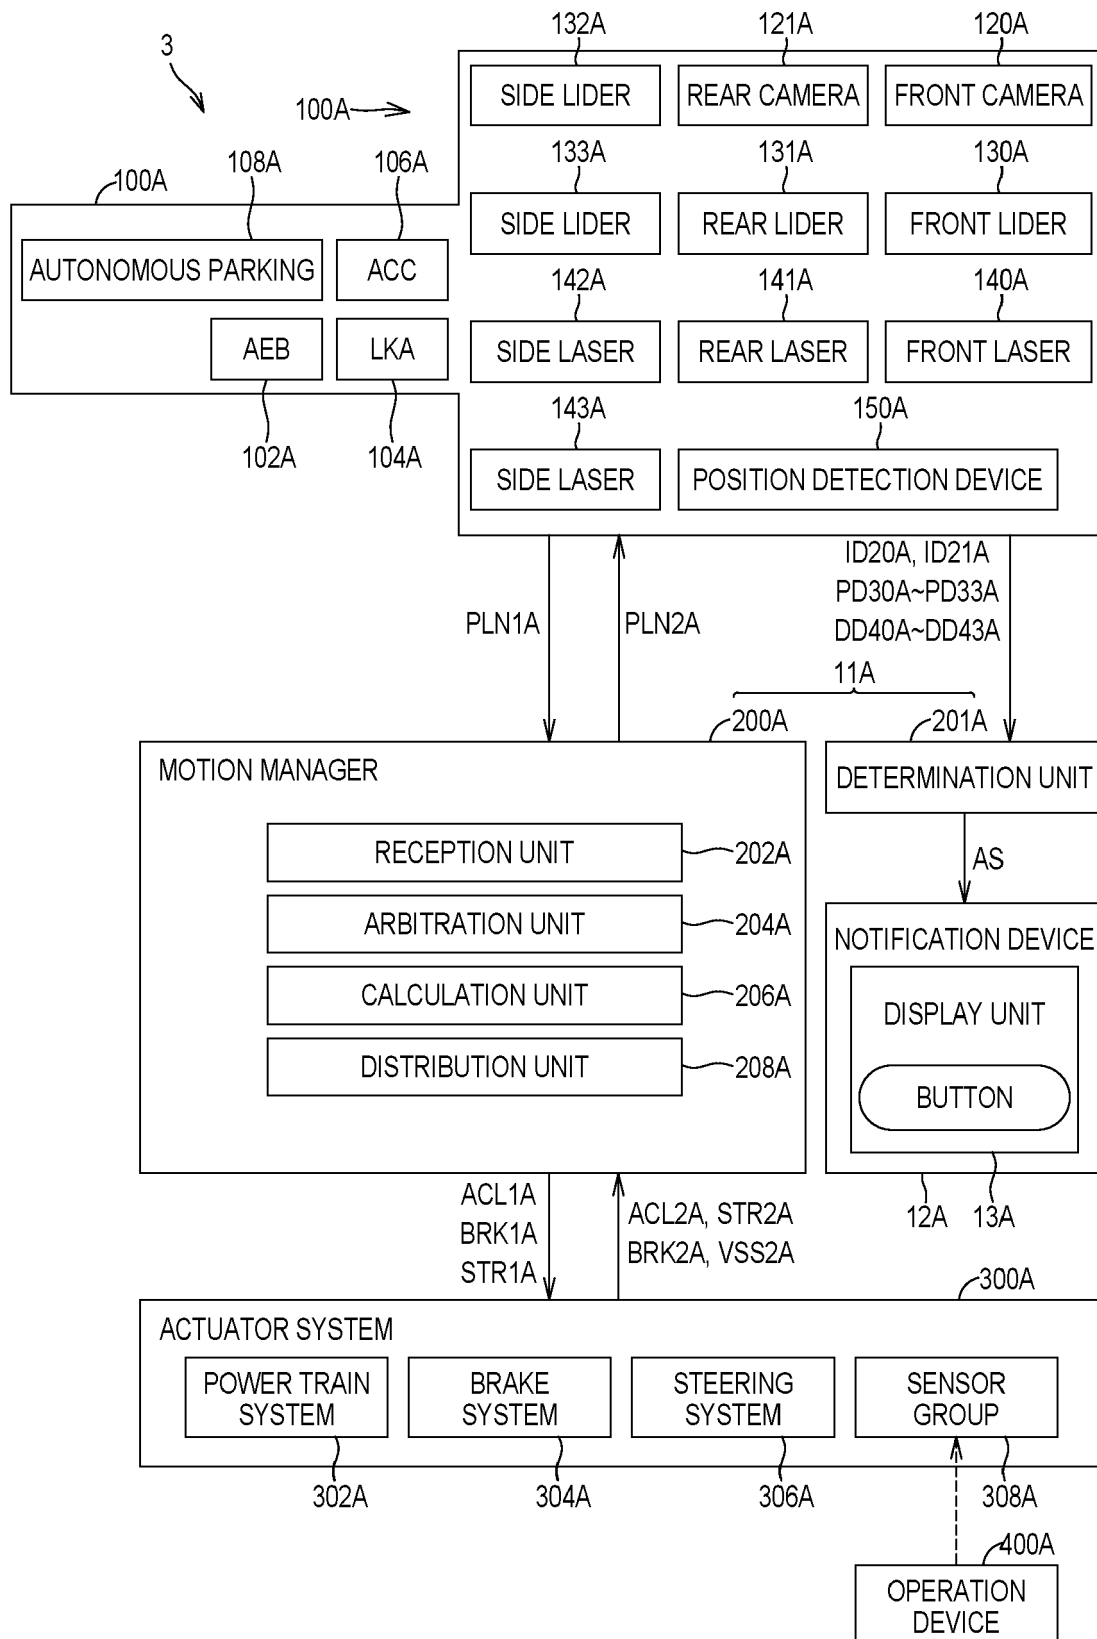 132A 121A 120A
3
100A
SIDE LIDER REAR CAMERA FRONT CAMERA
108A 106A 133A 131A 130A
100A
SIDE LIDER REAR LIDER FRONT LIDER
AUTONOMOUS PARKING ACC
142A 141A 140A
AEB LKA SIDE LASER REAR LASER FRONT LASER
143A 150A
102A 104A
SIDE LASER POSITION DETECTION DEVICE
ID20A, ID21A
PD30A~PD33A
PLN1A PLN2A
DD40A~DD43A
11A
200A 201A
MOTION MANAGER
DETERMINATION UNIT
RECEPTION UNIT 202A
AS
ARBITRATION UNIT 204A
NOTIFICATION DEVICE
CALCULATION UNIT 206A
DISPLAY UNIT
DISTRIBUTION UNIT 208A
BUTTON
ACL1A
BRK1A
STR1A
ACL2A, STR2A
BRK2A, VSS2A
12A 13A
300A
ACTUATOR SYSTEM
POWER TRAIN
SYSTEM
BRAKE
SYSTEM
STEERING
SYSTEM
SENSOR
GROUP
302A 304A 306A 308A
400A
OPERATION
DEVICE